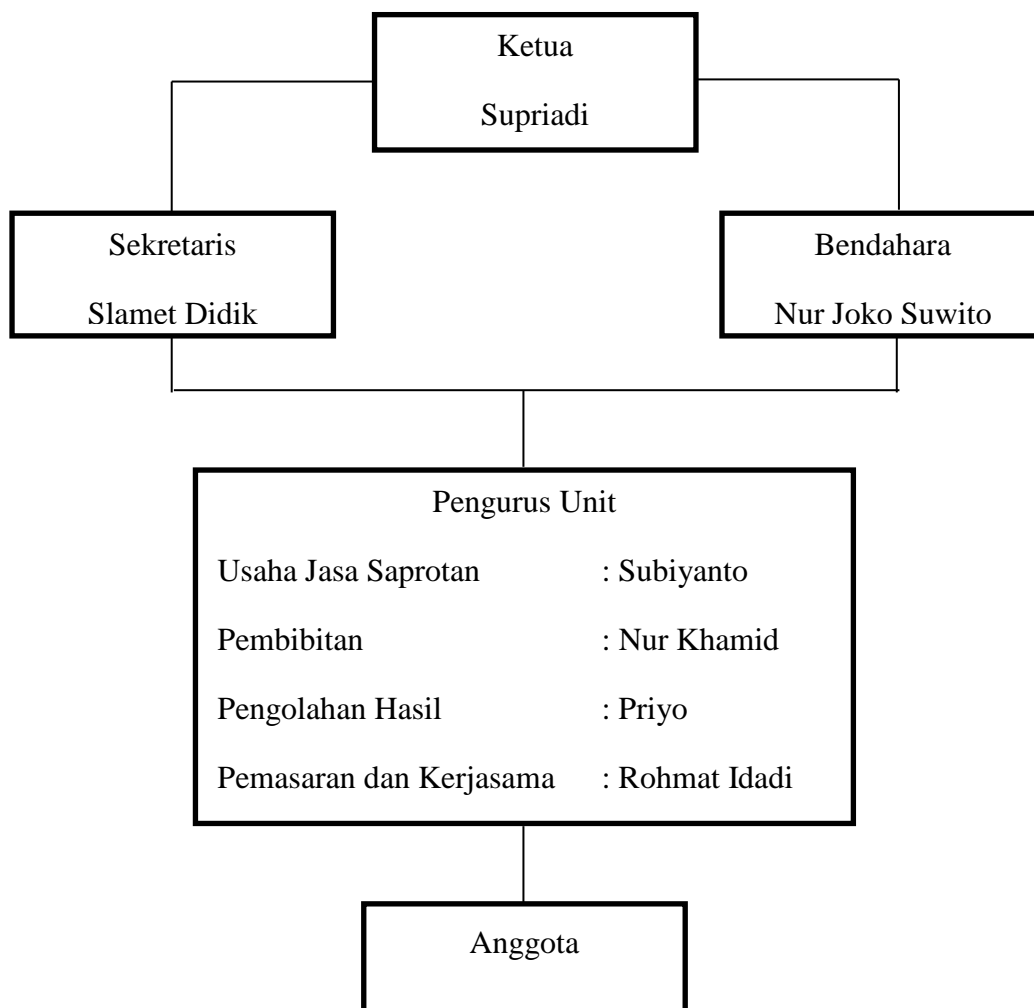 Ketua
Supriadi
Sekretaris
Slamet Didik
Bendahara
Nur Joko Suwito
Pengurus Unit
Usaha Jasa Saprotan : Subiyanto
Pembibitan : Nur Khamid
Pengolahan Hasil : Priyo
Pemasaran dan Kerjasama : Rohmat Idadi
Anggota